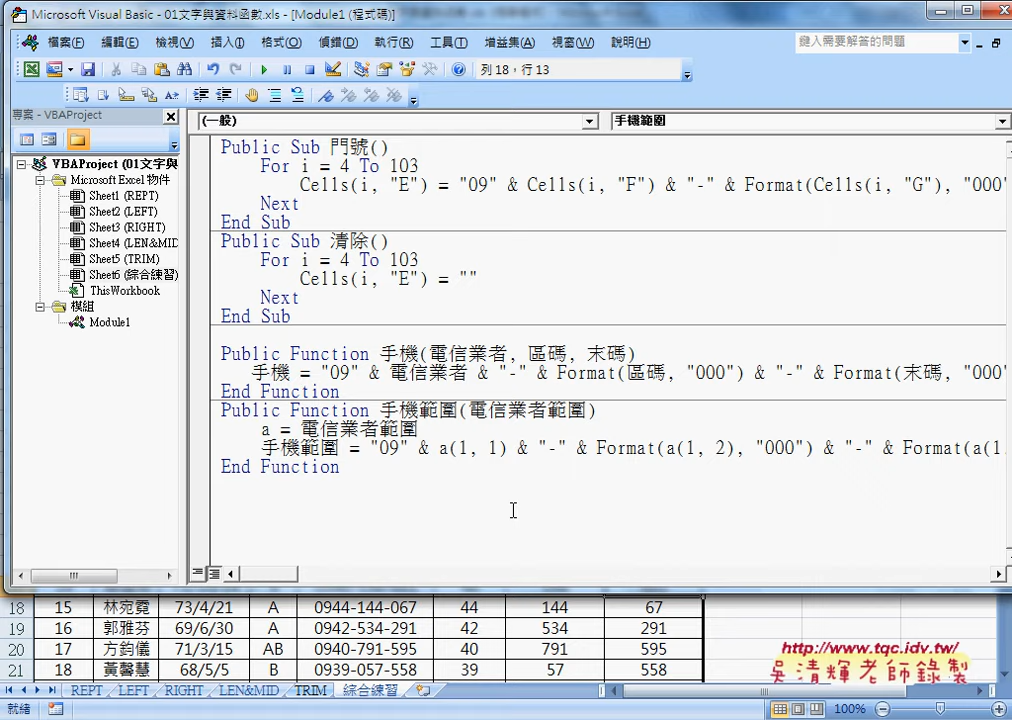 Microsoft Visual Basic - 01文字與資料函數.xls - [Module1 (程式碼)]
檔案(F) 編輯(E) 檢視(V) 插入(I) 格式(O) 偵錯(D) 執行(R) 工具(T) 增益集(A) 視窗(W) 說明(H) 鍵入需要解答的問題
列 18，行 13
專案 - VBAProject
(一般) 手機範圍
VBAProject (01文字與
Microsoft Excel 物件
Sheet1 (REPT)
Sheet2 (LEFT)
Sheet3 (RIGHT)
Sheet4 (LEN&MID
Sheet5 (TRIM)
Sheet6 (綜合練習)
ThisWorkbook
模組
Module1
Public Sub 門號()
For i = 4 To 103
Cells(i, "E") = "09" & Cells(i, "F") & "-" & Format(Cells(i, "G"), "000
Next
End Sub
Public Sub 清除()
For i = 4 To 103
Cells(i, "E") = ""
Next
End Sub
Public Function 手機(電信業者, 區碼, 末碼)
手機 = "09" & 電信業者 & "-" & Format(區碼, "000") & "-" & Format(末碼, "000"
End Function
Public Function 手機範圍(電信業者範圍)
a = 電信業者範圍
手機範圍 = "09" & a(1, 1) & "-" & Format(a(1, 2), "000") & "-" & Format(a(1,
End Function
18 15 林宛霓 73/4/21 A 0944-144-067 44 144 67
19 16 郭雅芬 69/6/30 A 0942-534-291 42 534 291
20 17 方鈞儀 71/3/15 AB 0940-791-595 40 791 595
21 18 黃馨慧 68/5/5 B 0939-057-558 39 57 558
http://www.tqc.idv.tw/
吳清輝老師錄製
REPT LEFT RIGHT LEN&MID TRIM 綜合練習
就緒 100%